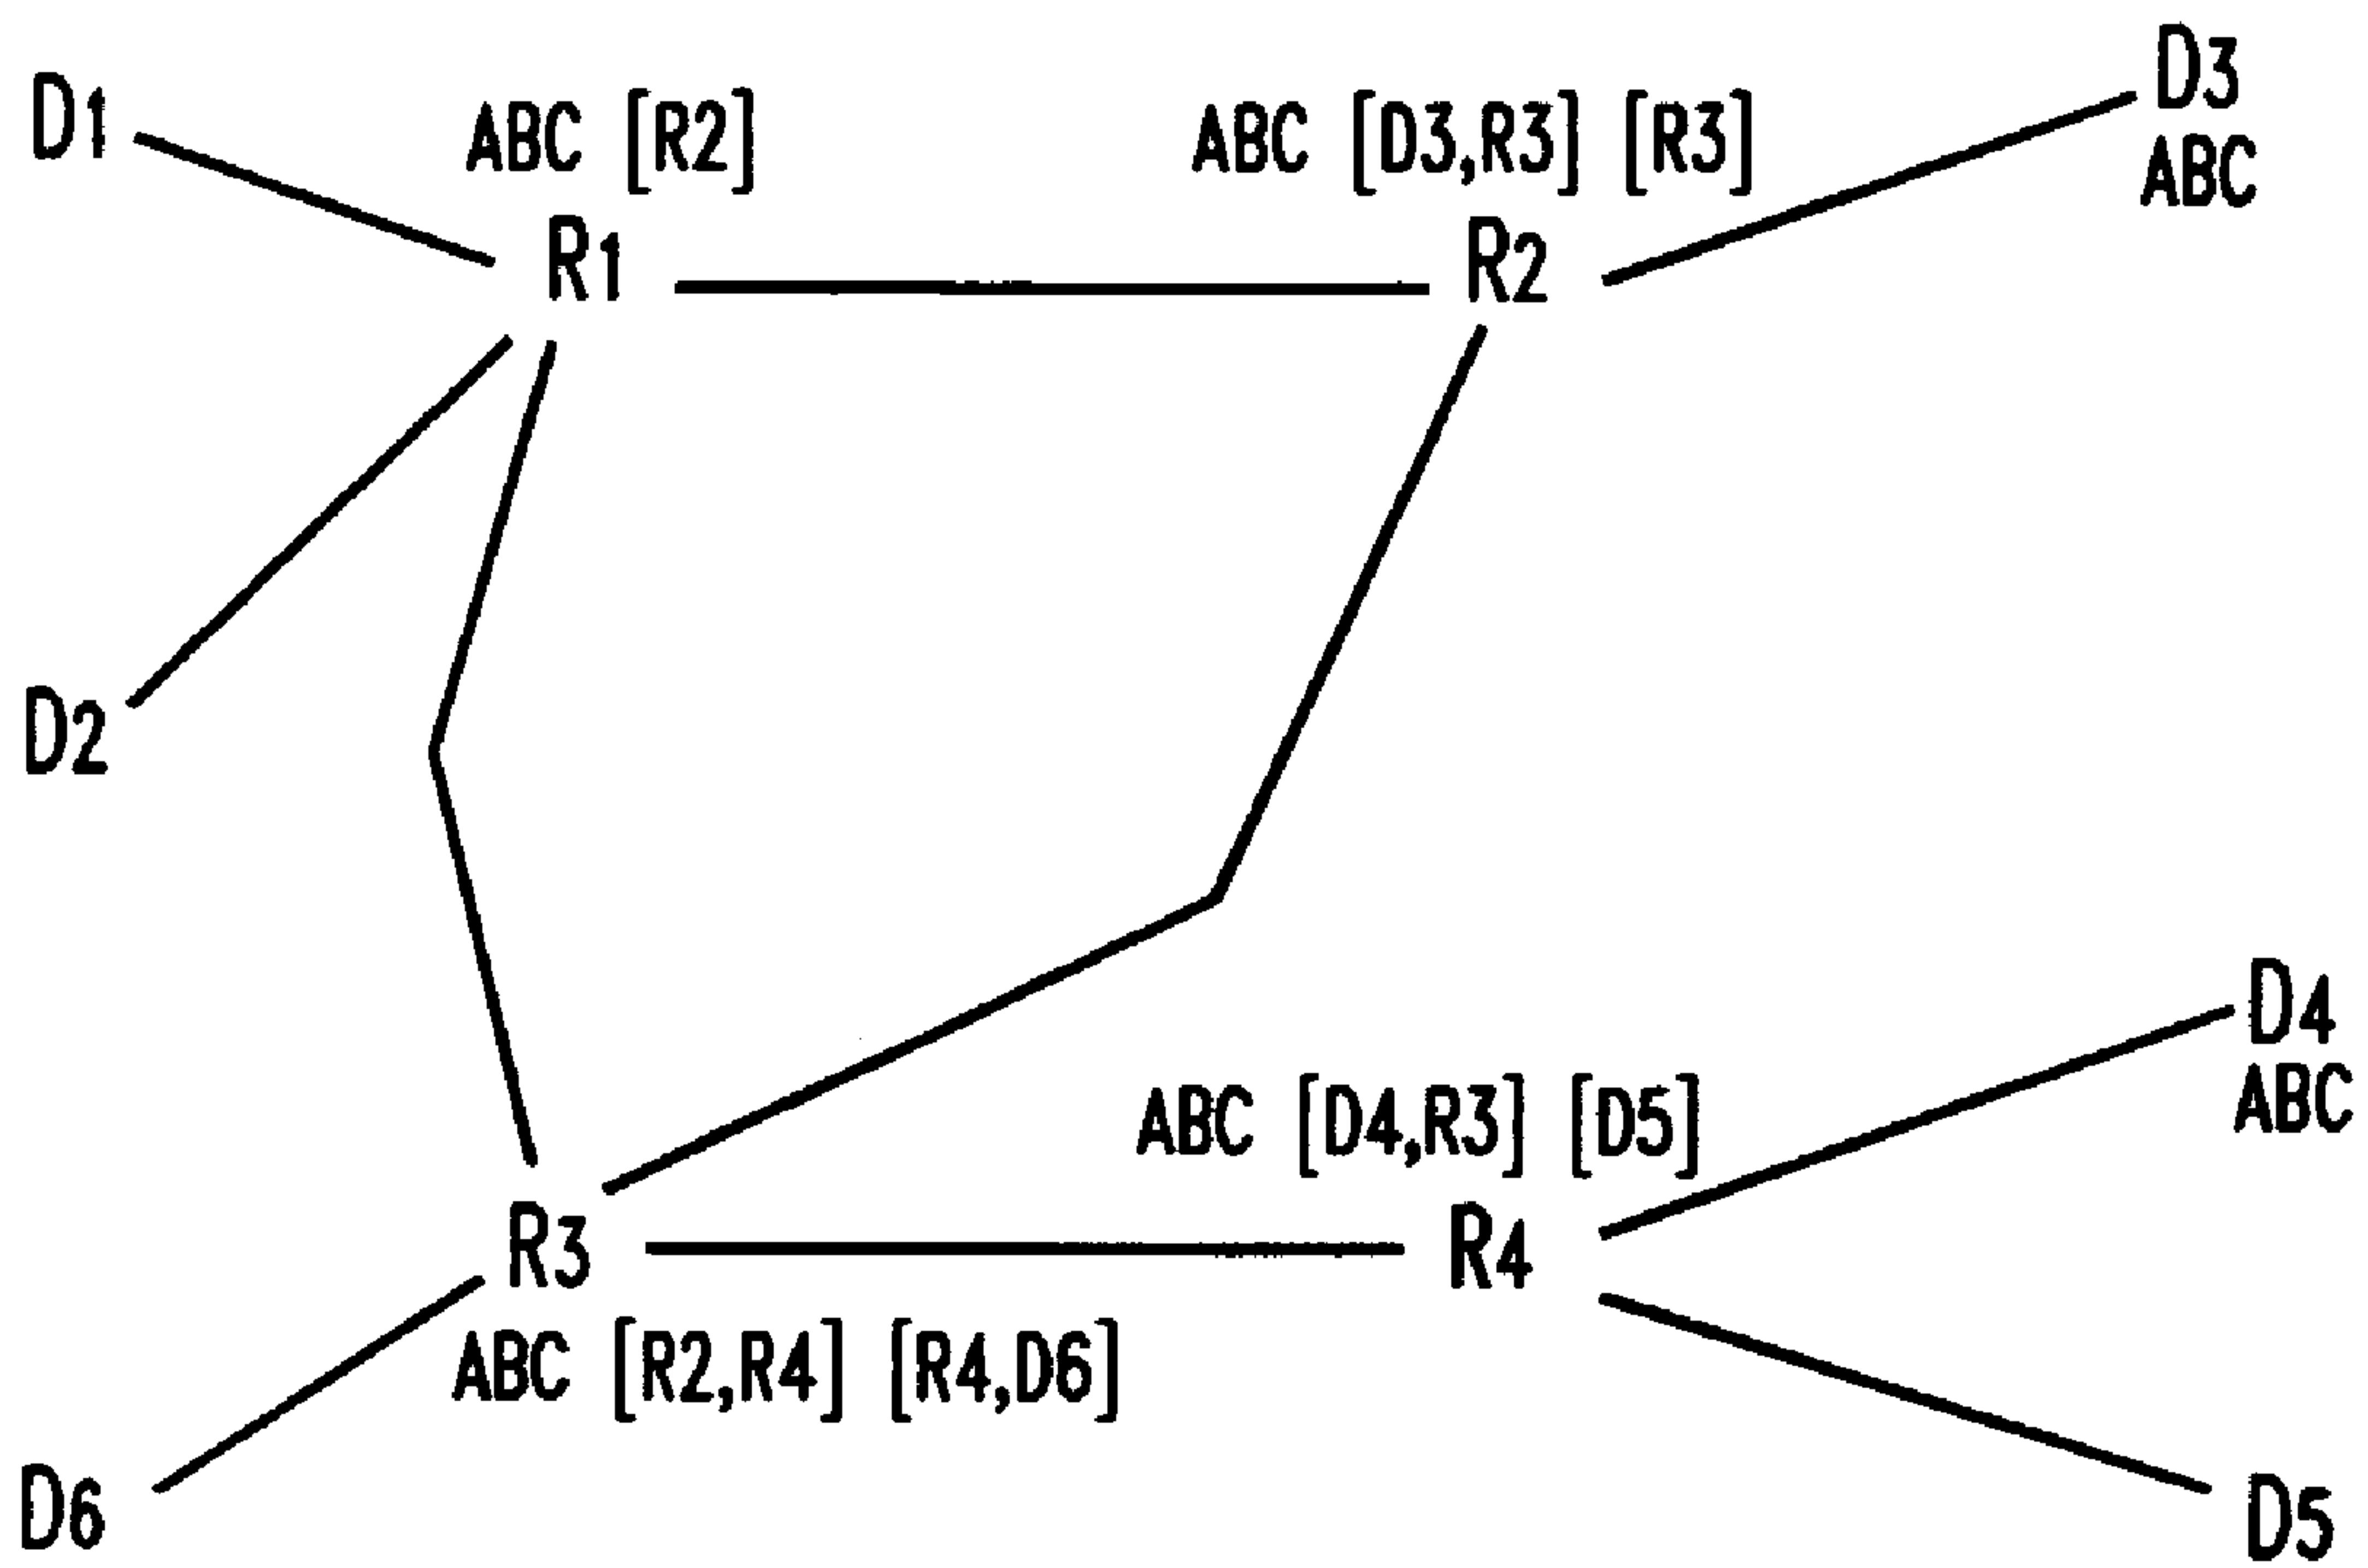 D1
ABC [R2]
ABC [D3,R3] [R3]
D3
ABC
R1
R2
D2
D4
ABC
ABC [D4,R3] [D5]
R3
R4
ABC [R2,R4] [R4,D6]
D6
D5